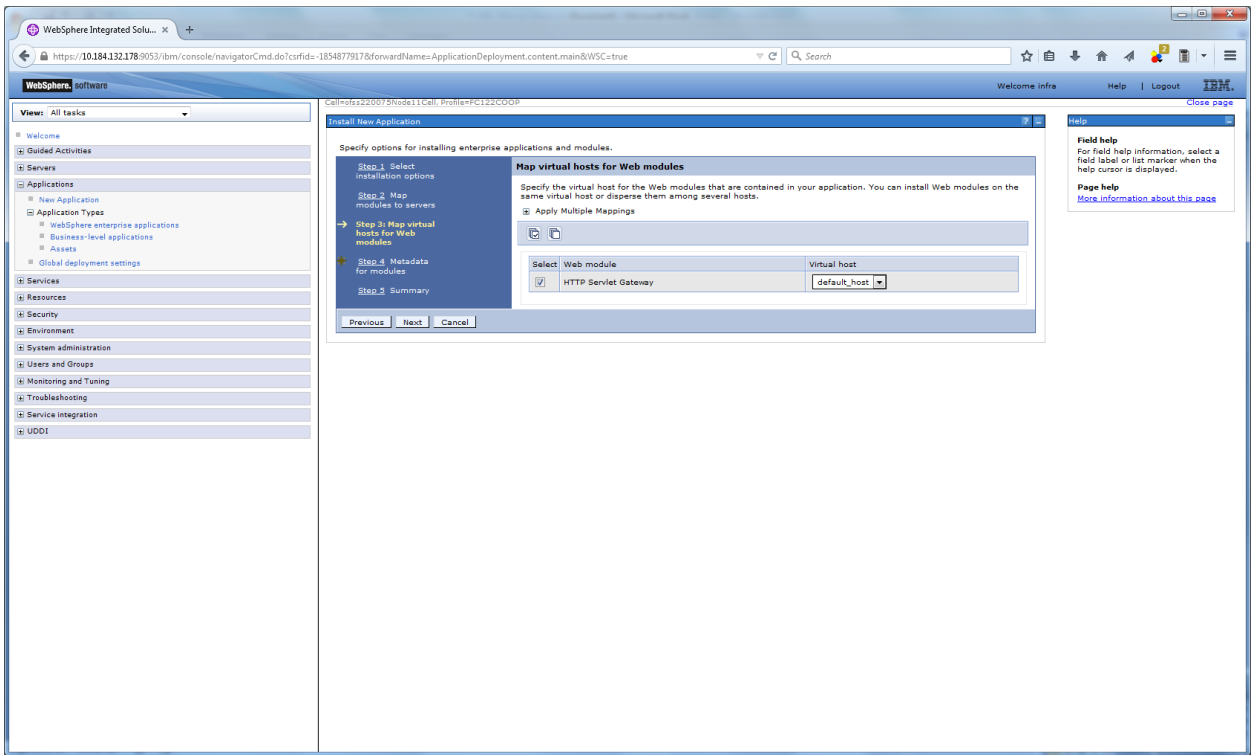 WebSphere Integrated Solu... × +
https://10.184.132.178:9053/ibm/console/navigatorCmd.do?csrfid=-1854877917&forwardName=ApplicationDeployment.content.main&WSC=true
Search
2
WebSphere. software
Welcome infra
Help | Logout
IBM.
View: All tasks
Welcome
Guided Activities
Servers
Applications
New Application
Application Types
WebSphere enterprise applications
Business-level applications
Assets
Global deployment settings
Services
Resources
Security
Environment
System administration
Users and Groups
Monitoring and Tuning
Troubleshooting
Service integration
UDDI
Cell=ofss220075Node11Cell, Profile=FC122COOP
Close page
Install New Application
? –
Specify options for installing enterprise applications and modules.
Step 1 Select
installation options
Step 2 Map
modules to servers
Step 3: Map virtual
hosts for Web
modules
Step 4 Metadata
for modules
Step 5 Summary
Map virtual hosts for Web modules
Specify the virtual host for the Web modules that are contained in your application. You can install Web modules on the
same virtual host or disperse them among several hosts.
Apply Multiple Mappings
Select Web module Virtual host
HTTP Servlet Gateway default_host
Previous Next Cancel
Help
Field help
For field help information, select a
field label or list marker when the
help cursor is displayed.
Page help
More information about this page